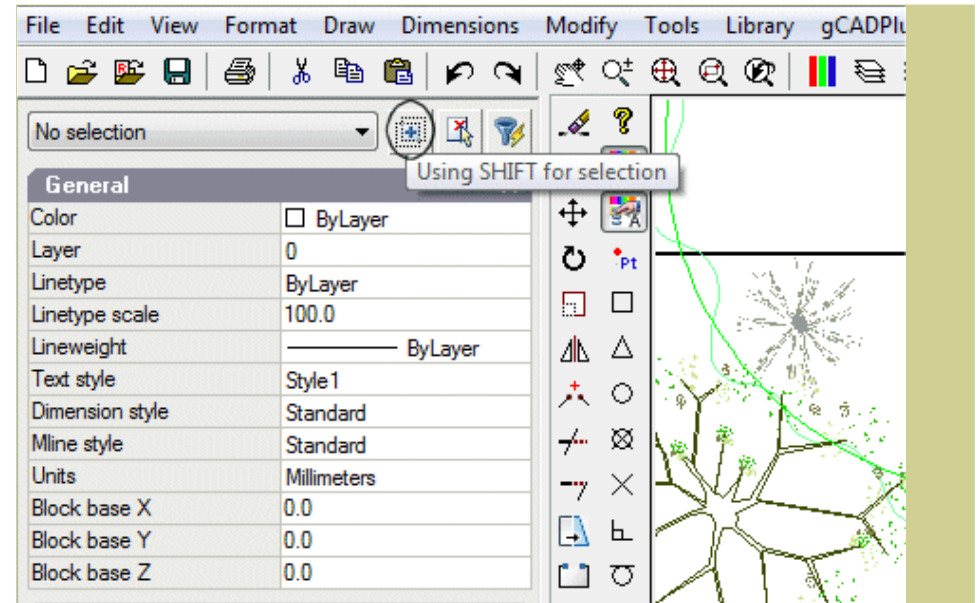 File Edit View Format Draw Dimensions Modify Tools Library gCADPlu
No selection
Using SHIFT for selection
General
Color ByLayer
Layer 0
Linetype ByLayer
Linetype scale 100.0
Lineweight ByLayer
Text style Style1
Dimension style Standard
Mline style Standard
Units Millimeters
Block base X 0.0
Block base Y 0.0
Block base Z 0.0
A
Pt